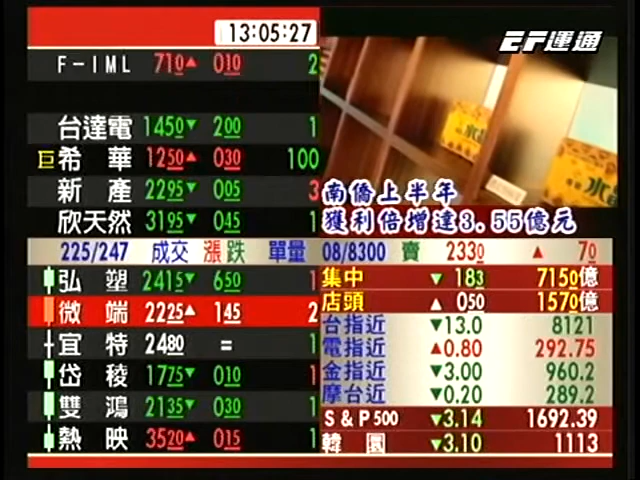 13:05:27
EF運通
F-IML 710▲ 010 2
台達電 1450▼ 200 1
巨希華 1250▲ 030 100
新產 2295▼ 005 3
欣天然 3195▼ 045 1
南僑上半年
獲利倍增達3.55億元
225/247 成交 漲跌 單量 08/8300 賣 2330 ▲ 70
弘塑 2415▼ 650 1
集中 ▼ 183 7150億
微端 2225▲ 145 2
店頭 ▲ 050 1570億
宜特 2480 = 1
台指近 ▼13.0 8121
電指近 ▲0.80 292.75
岱稜 1775▼ 010 1
金指近 ▼3.00 960.2
雙鴻 2135▼ 030 1
摩台近 ▼0.20 289.2
熱映 3520▲ 015 1
S&P500 ▼3.14 1692.39
韓圜 ▼3.10 1113